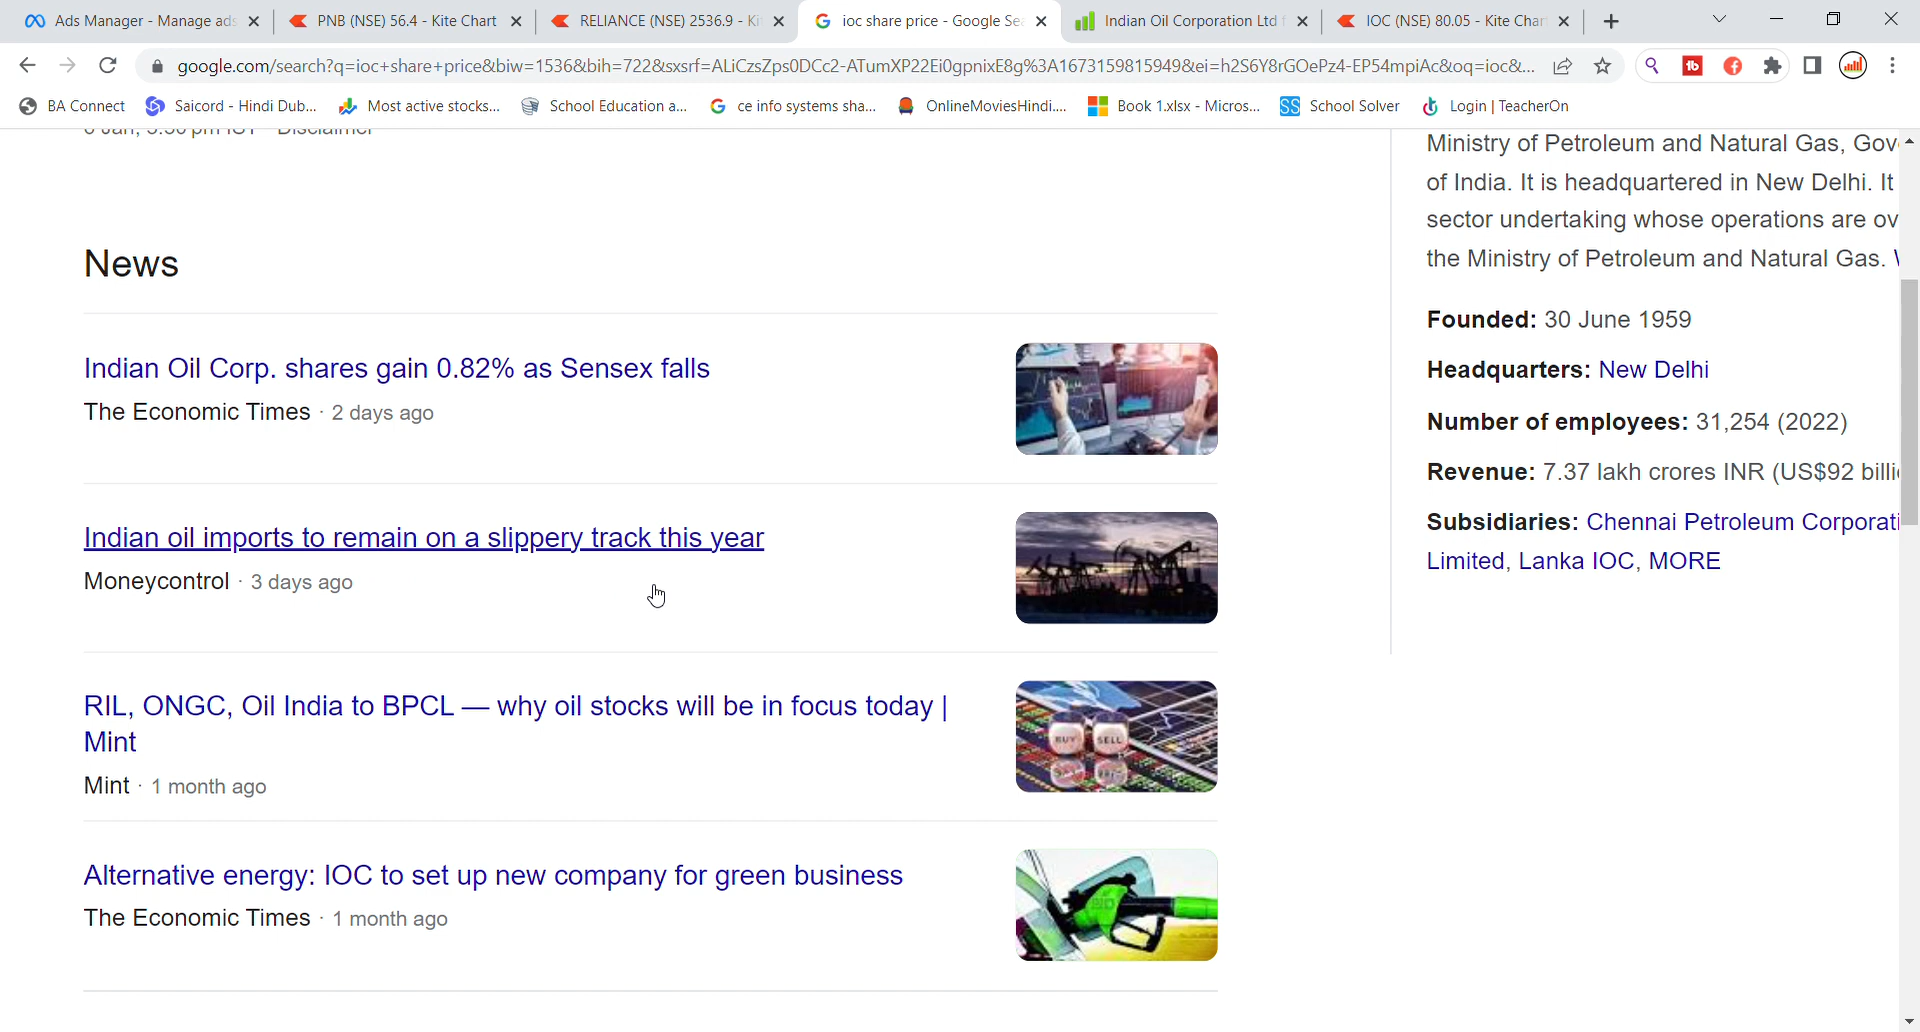 Ads Manager - Manage ads
PNB (NSE) 56.4 - Kite Chart
RELIANCE (NSE) 2536.9 - Ki
ioc share price - Google Se
Indian Oil Corporation Ltd
IOC (NSE) 80.05 - Kite Char
google.com/search?q=ioc+share+price&biw=1536&bih=722&sxsrf=ALiCzsZps0DCc2-ATumXP22Ei0gpnixE8g%3A1673159815949&ei=h2S6Y8rGOePz4-EP54mpiAc&oq=ioc&...
BA Connect
Saicord - Hindi Dub...
Most active stocks...
School Education a...
ce info systems sha...
OnlineMoviesHindi....
Book 1.xlsx - Micros...
SS School Solver
Login | TeacherOn
6 Jan, 3:30 pm IST · Disclaimer
News
Indian Oil Corp. shares gain 0.82% as Sensex falls
The Economic Times · 2 days ago
Indian oil imports to remain on a slippery track this year
Moneycontrol · 3 days ago
RIL, ONGC, Oil India to BPCL — why oil stocks will be in focus today |
Mint
Mint · 1 month ago
BUY SELL
Alternative energy: IOC to set up new company for green business
The Economic Times · 1 month ago
Ministry of Petroleum and Natural Gas, Gov
of India. It is headquartered in New Delhi. It
sector undertaking whose operations are ov
the Ministry of Petroleum and Natural Gas.
Founded: 30 June 1959
Headquarters: New Delhi
Number of employees: 31,254 (2022)
Revenue: 7.37 lakh crores INR (US$92 billi
Subsidiaries: Chennai Petroleum Corporati
Limited, Lanka IOC, MORE